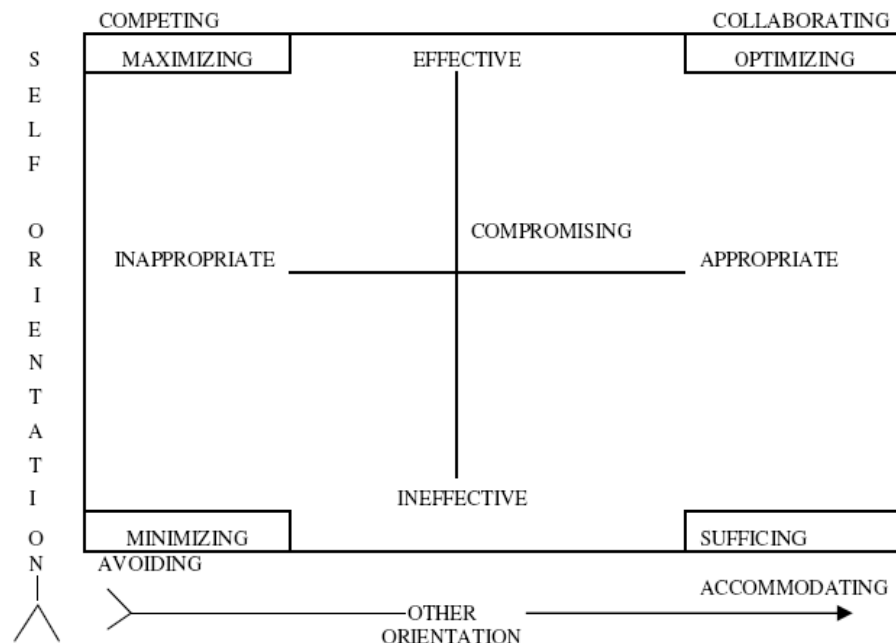 COMPETING
COLLABORATING
MAXIMIZING
EFFECTIVE
OPTIMIZING
SELF ORIENTATION
COMPROMISING
INAPPROPRIATE
APPROPRIATE
INEFFECTIVE
MINIMIZING
SUFFICING
AVOIDING
ACCOMMODATING
OTHER
ORIENTATION